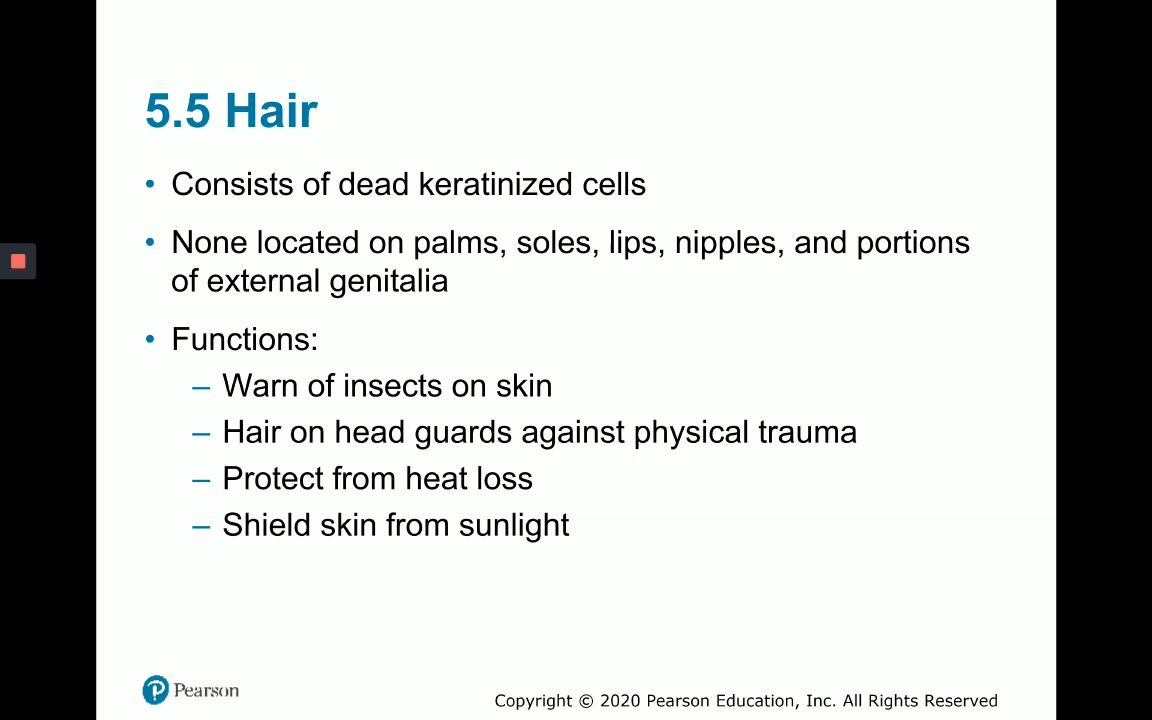 5.5 Hair
• Consists of dead keratinized cells
• None located on palms, soles, lips, nipples, and portions
of external genitalia
• Functions:
– Warn of insects on skin
– Hair on head guards against physical trauma
– Protect from heat loss
– Shield skin from sunlight
P Pearson
Copyright © 2020 Pearson Education, Inc. All Rights Reserved